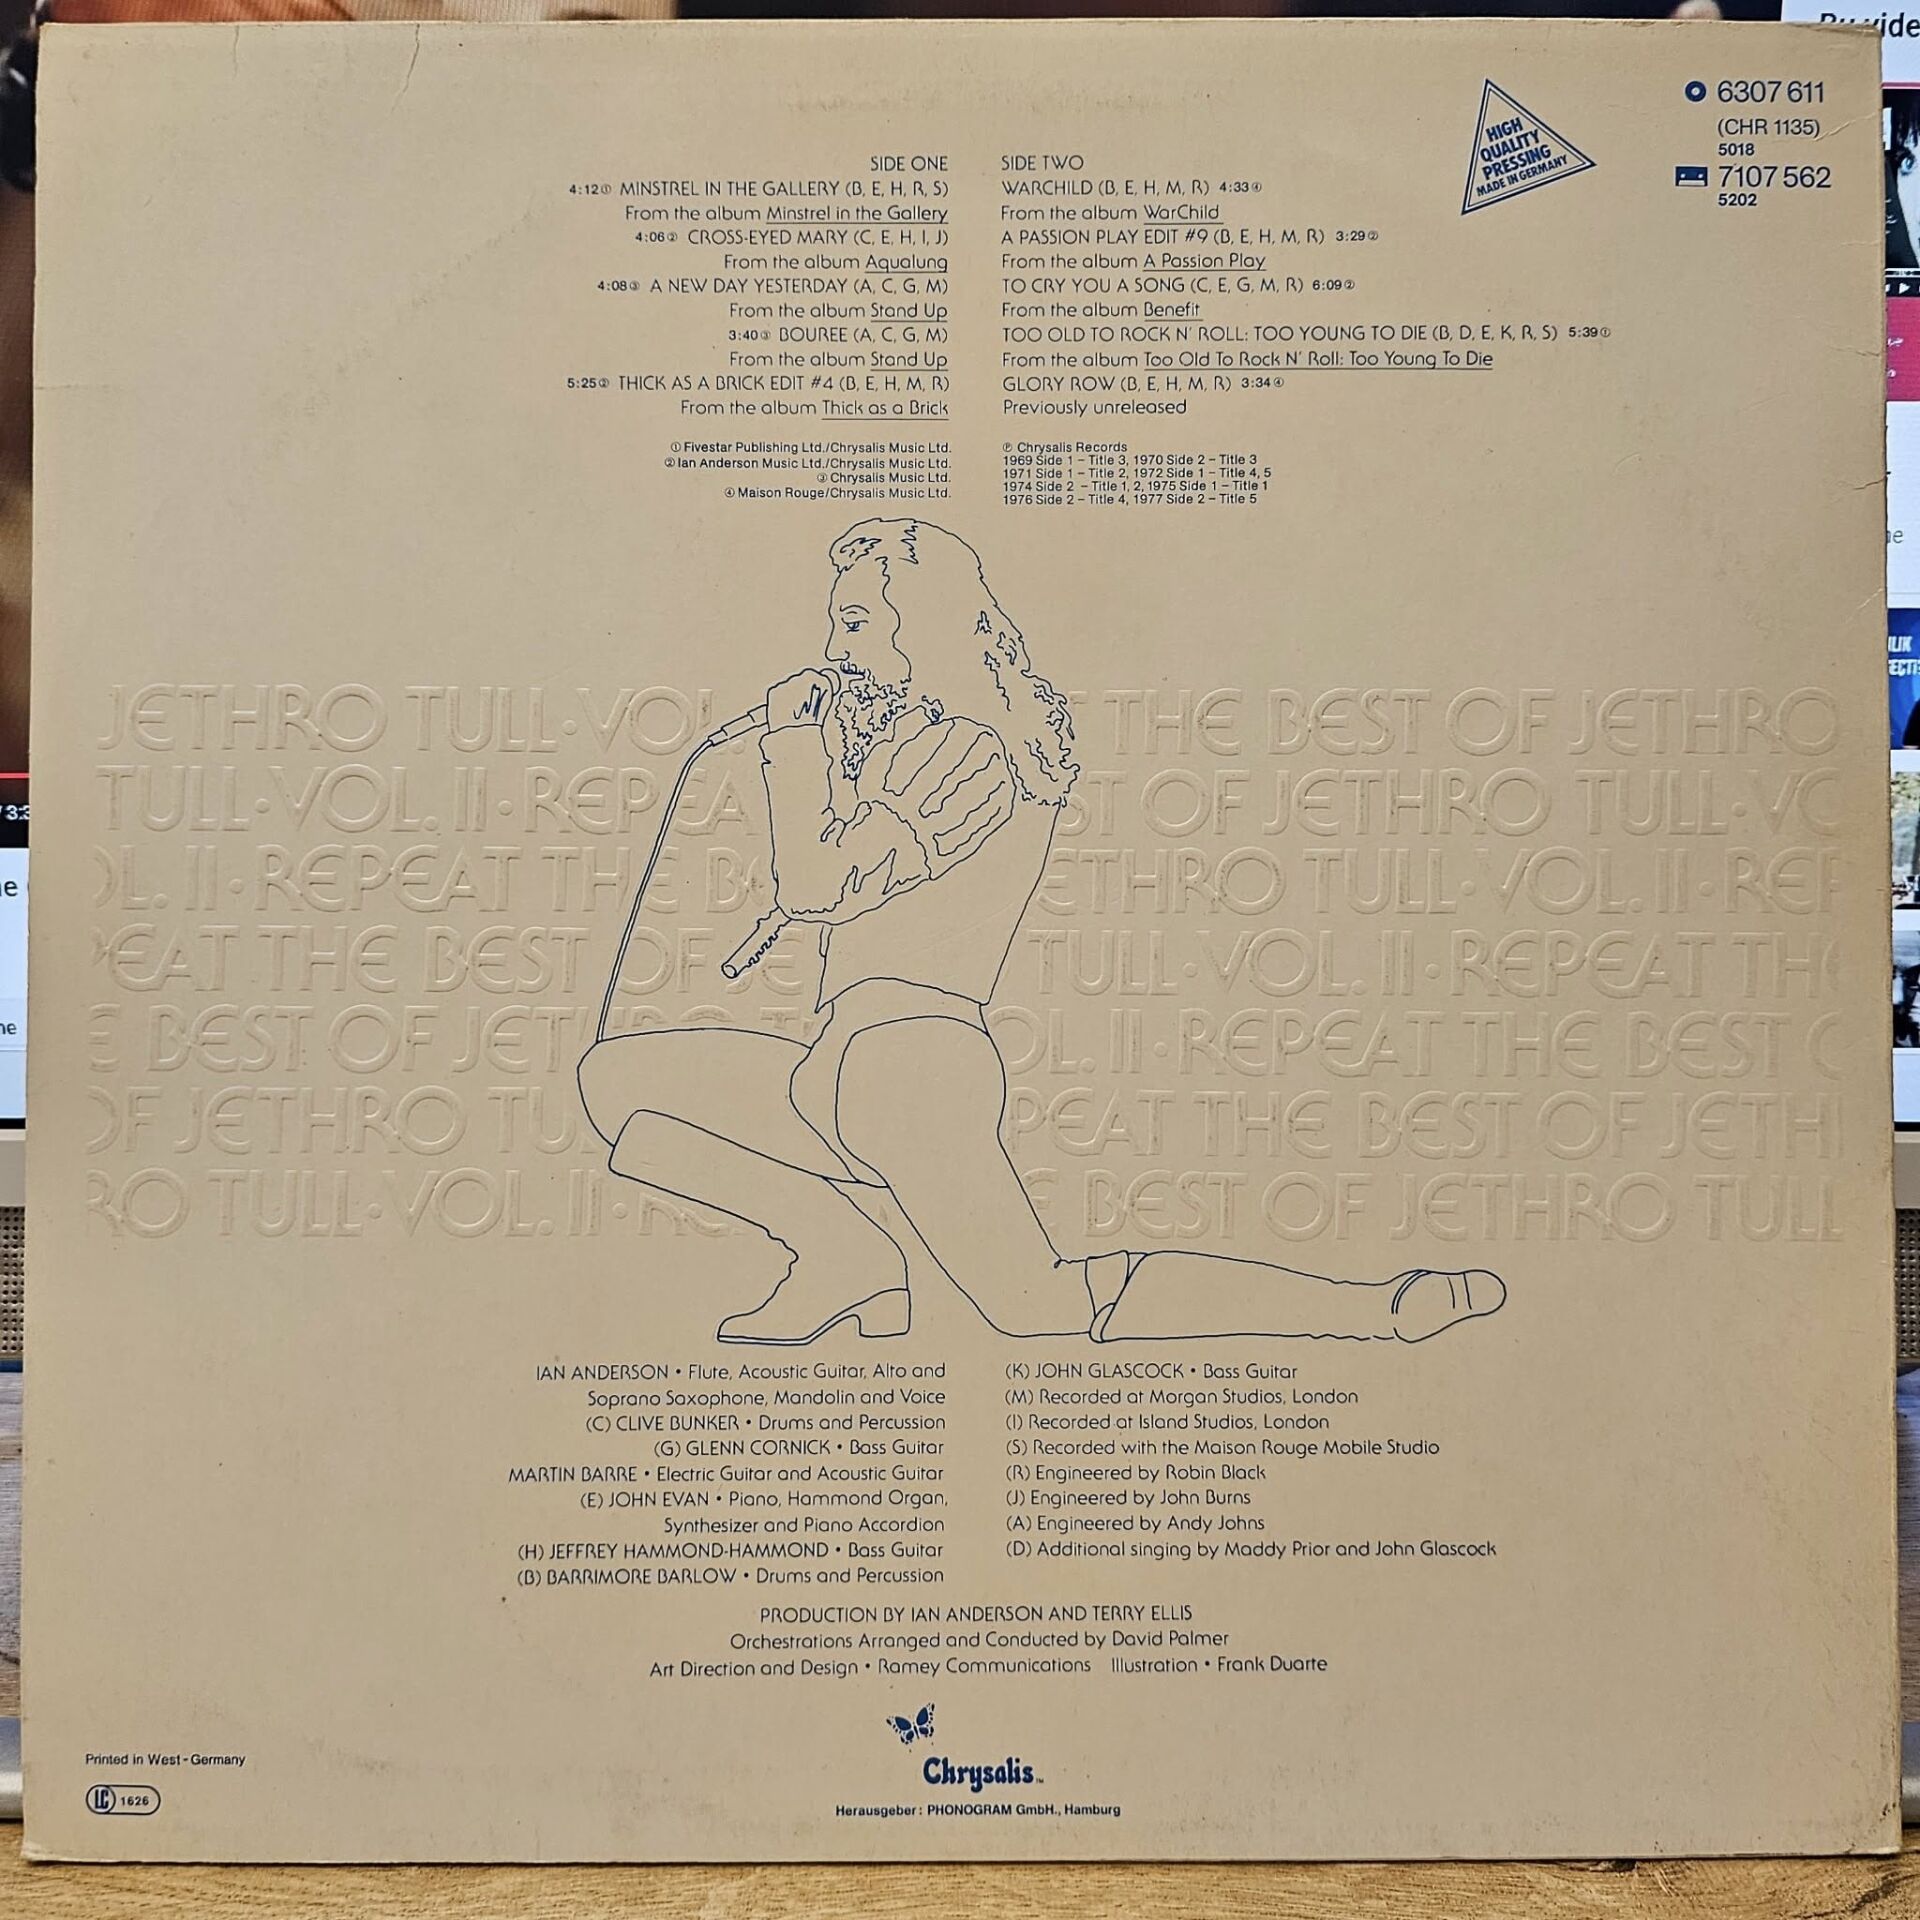 HIGH
QUALITY
PRESSING
MADE IN GERMANY
6307 611
(CHR 1135)
5018
7107 562
5202
SIDE ONE
4:12① MINSTREL IN THE GALLERY (B, E, H, R, S)
From the album Minstrel in the Gallery
4:06② CROSS-EYED MARY (C, E, H, I, J)
From the album Aqualung
4:08③ A NEW DAY YESTERDAY (A, C, G, M)
From the album Stand Up
3:40③ BOUREE (A, C, G, M)
From the album Stand Up
5:25② THICK AS A BRICK EDIT #4 (B, E, H, M, R)
From the album Thick as a Brick
① Fivestar Publishing Ltd./Chrysalis Music Ltd.
② Ian Anderson Music Ltd./Chrysalis Music Ltd.
③ Chrysalis Music Ltd.
④ Maison Rouge/Chrysalis Music Ltd.
SIDE TWO
WARCHILD (B, E, H, M, R) 4:33④
From the album WarChild
A PASSION PLAY EDIT #9 (B, E, H, M, R) 3:29②
From the album A Passion Play
TO CRY YOU A SONG (C, E, G, M, R) 6:09②
From the album Benefit
TOO OLD TO ROCK N' ROLL: TOO YOUNG TO DIE (B, D, E, K, R, S) 5:39①
From the album Too Old To Rock N' Roll: Too Young To Die
GLORY ROW (B, E, H, M, R) 3:34④
Previously unreleased
℗ Chrysalis Records
1969 Side 1 – Title 3, 1970 Side 2 – Title 3
1971 Side 1 – Title 2, 1972 Side 1 – Title 4, 5
1974 Side 2 – Title 1, 2, 1975 Side 1 – Title 1
1976 Side 2 – Title 4, 1977 Side 2 – Title 5
JETHRO TULL·VOL. T THE BEST OF JETHRO
TULL·VOL. II·REPEA ST OF JETHRO TULL·VO
OL. II·REPEAT THE BE ETHRO TULL·VOL. II·REP
PEAT THE BEST OF JE TULL·VOL. II·REPEAT TH
E BEST OF JETHRO T OL. II·REPEAT THE BEST O
OF JETHRO TUL PEAT THE BEST OF JETH
RO TULL·VOL. II·RE E BEST OF JETHRO TULL
IAN ANDERSON • Flute, Acoustic Guitar, Alto and
Soprano Saxophone, Mandolin and Voice
(C) CLIVE BUNKER • Drums and Percussion
(G) GLENN CORNICK • Bass Guitar
MARTIN BARRE • Electric Guitar and Acoustic Guitar
(E) JOHN EVAN • Piano, Hammond Organ,
Synthesizer and Piano Accordion
(H) JEFFREY HAMMOND-HAMMOND • Bass Guitar
(B) BARRIMORE BARLOW • Drums and Percussion
(K) JOHN GLASCOCK • Bass Guitar
(M) Recorded at Morgan Studios, London
(I) Recorded at Island Studios, London
(S) Recorded with the Maison Rouge Mobile Studio
(R) Engineered by Robin Black
(J) Engineered by John Burns
(A) Engineered by Andy Johns
(D) Additional singing by Maddy Prior and John Glascock
PRODUCTION BY IAN ANDERSON AND TERRY ELLIS
Orchestrations Arranged and Conducted by David Palmer
Art Direction and Design • Ramey Communications Illustration • Frank Duarte
Chrysalis™
Herausgeber: PHONOGRAM GmbH., Hamburg
Printed in West-Germany
LC 1626